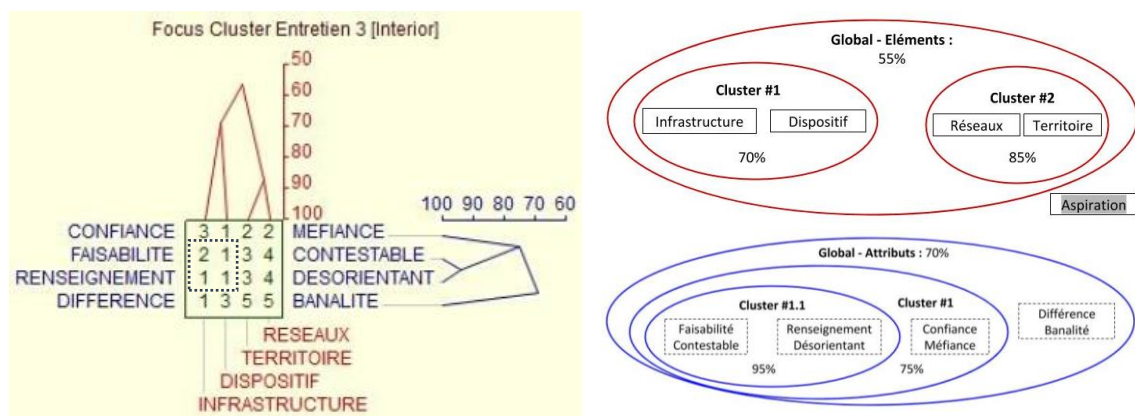 Focus Cluster Entretien 3 [Interior]
50
60
70
80
90
100
100 90 80 70 60
CONFIANCE 3 1 2 2 MEFIANCE
FAISABILITE 2 1 3 4 CONTESTABLE
RENSEIGNEMENT 1 1 3 4 DESORIENTANT
DIFFERENCE 1 3 5 5 BANALITE
RESEAUX
TERRITOIRE
DISPOSITIF
INFRASTRUCTURE
Global - Eléments :
55%
Cluster #1
Infrastructure Dispositif
70%
Cluster #2
Réseaux Territoire
85%
Aspiration
Global - Attributs : 70%
Cluster #1.1
Faisabilité
Contestable
Renseignement
Désorientant
95%
Cluster #1
Confiance
Méfiance
75%
Différence
Banalité